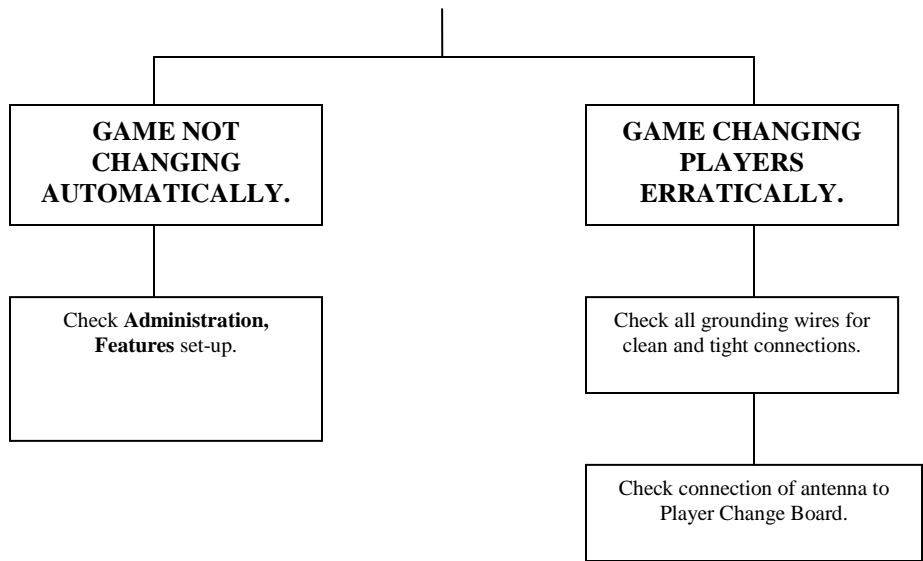 GAME NOT
CHANGING
AUTOMATICALLY.
GAME CHANGING
PLAYERS
ERRATICALLY.
Check Administration,
Features set-up.
Check all grounding wires for
clean and tight connections.
Check connection of antenna to
Player Change Board.